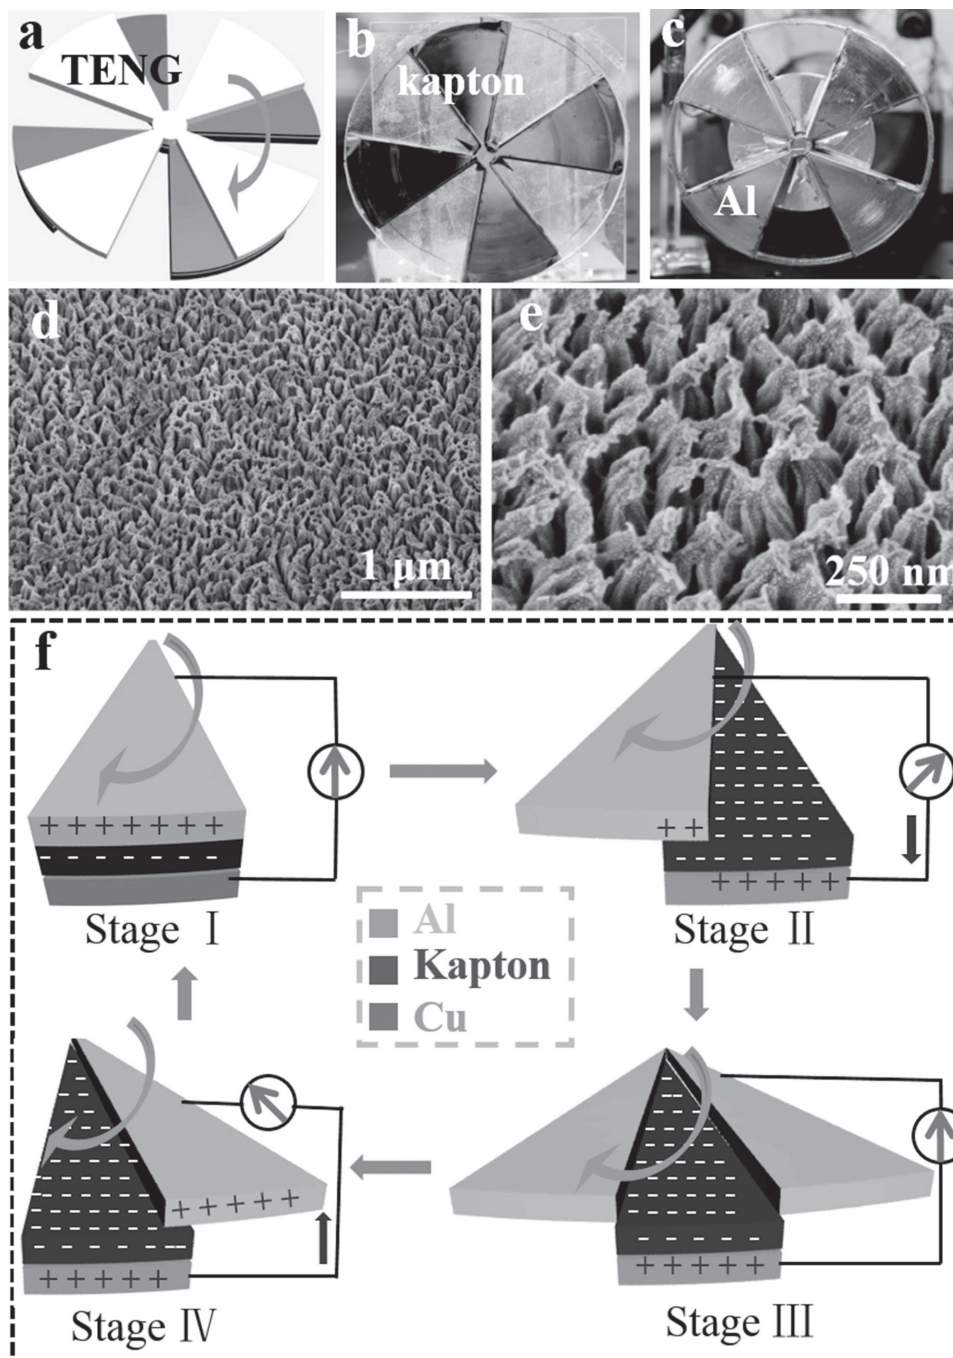 a
TENG
b
kapton
c
Al
d
1 μm
e
250 nm
f
+ + + + + + +
- - - - - - -
Stage I
+ +
+ + + + +
Stage II
Al
Kapton
Cu
+ + + + +
+ + + + +
Stage IV
+ + + + +
Stage III